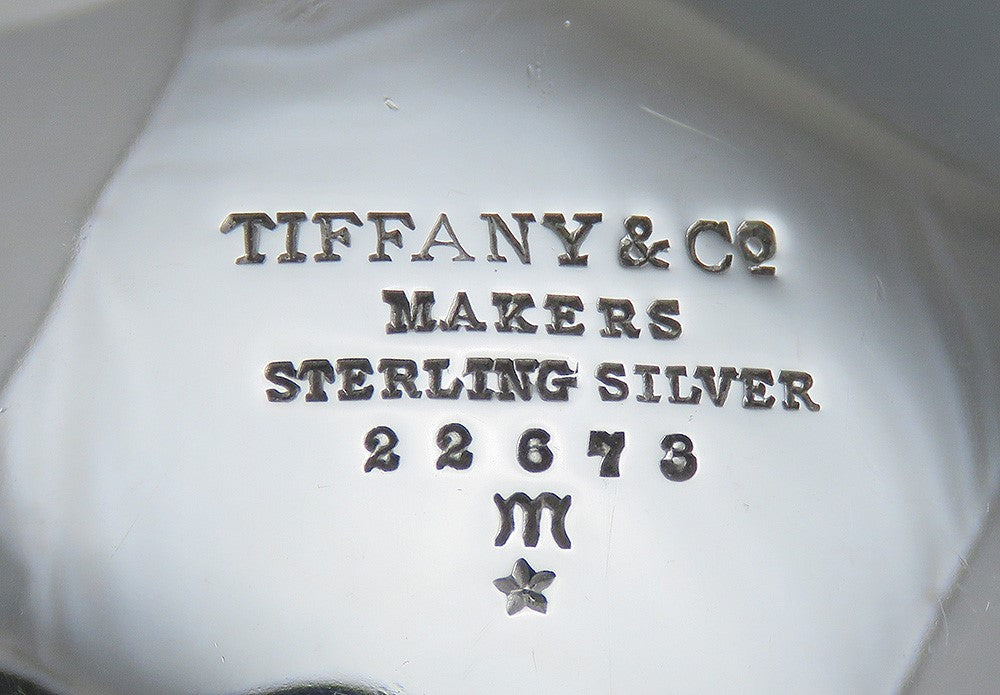 TIFFANY & Co
MAKERS
STERLING SILVER
22673
m